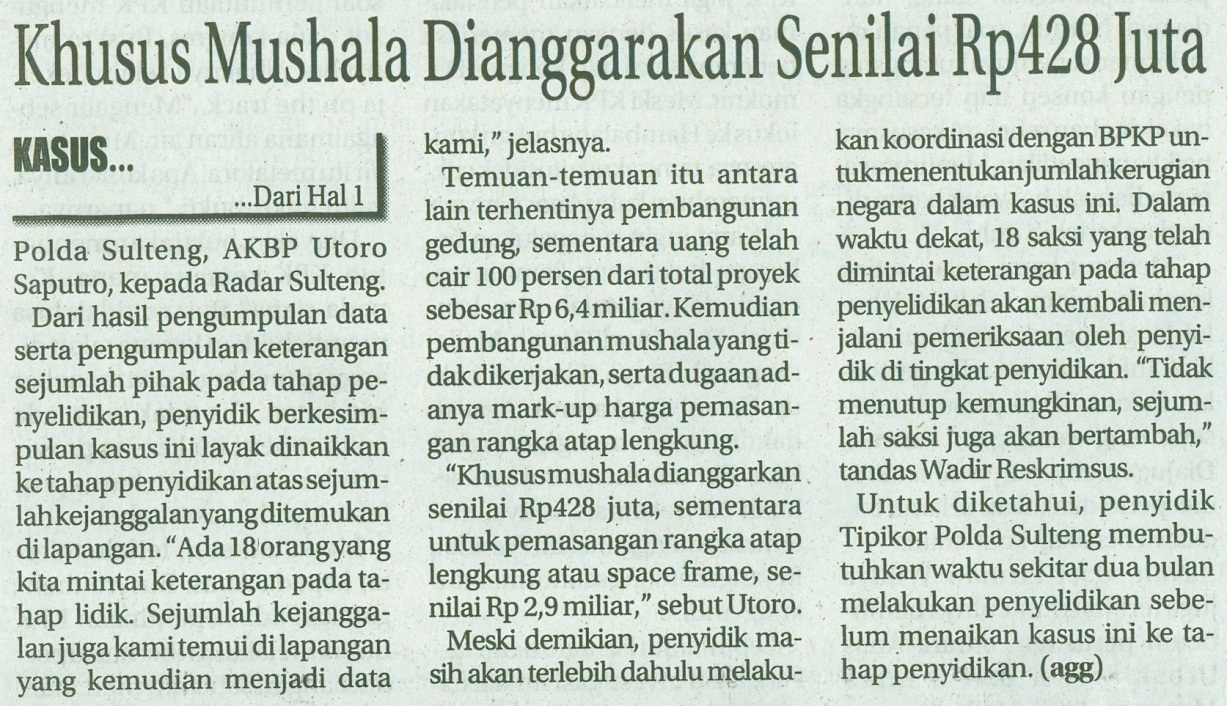 Khusus Mushala Dianggarakan Senilai Rp428 Juta
KASUS...
...Dari Hal 1
Polda Sulteng, AKBP Utoro
Saputro, kepada Radar Sulteng.
Dari hasil pengumpulan data
serta pengumpulan keterangan
sejumlah pihak pada tahap pe-
nyelidikan, penyidik berkesim-
pulan kasus ini layak dinaikkan
ke tahap penyidikan atas sejum-
lah kejanggalan yang ditemukan
di lapangan. “Ada 18 orang yang
kita mintai keterangan pada ta-
hap lidik. Sejumlah kejangga-
lan juga kami temui di lapangan
yang kemudian menjadi data
kami,” jelasnya.
Temuan-temuan itu antara
lain terhentinya pembangunan
gedung, sementara uang telah
cair 100 persen dari total proyek
sebesar Rp 6,4 miliar. Kemudian
pembangunan mushala yang ti-
dak dikerjakan, serta dugaan ad-
anya mark-up harga pemasan-
gan rangka atap lengkung.
“Khusus mushala dianggarkan
senilai Rp428 juta, sementara
untuk pemasangan rangka atap
lengkung atau space frame, se-
nilai Rp 2,9 miliar,” sebut Utoro.
Meski demikian, penyidik ma-
sih akan terlebih dahulu melaku-
kan koordinasi dengan BPKP un-
tuk menentukan jumlah kerugian
negara dalam kasus ini. Dalam
waktu dekat, 18 saksi yang telah
dimintai keterangan pada tahap
penyelidikan akan kembali men-
jalani pemeriksaan oleh penyi-
dik di tingkat penyidikan. “Tidak
menutup kemungkinan, sejum-
lah saksi juga akan bertambah,”
tandas Wadir Reskrimsus.
Untuk diketahui, penyidik
Tipikor Polda Sulteng membu-
tuhkan waktu sekitar dua bulan
melakukan penyelidikan sebe-
lum menaikan kasus ini ke ta-
hap penyidikan. (agg)